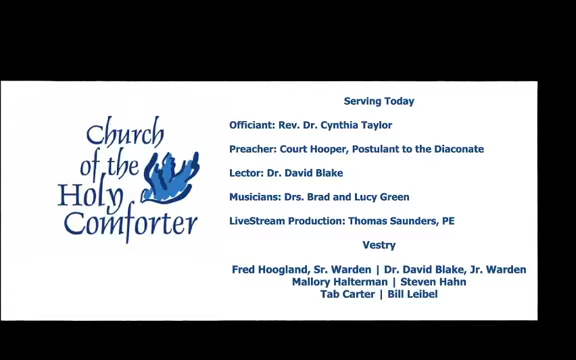 Church
of the
Holy
Comforter
Serving Today
Officiant: Rev. Dr. Cynthia Taylor
Preacher: Court Hooper, Postulant to the Diaconate
Lector: Dr. David Blake
Musicians: Drs. Brad and Lucy Green
LiveStream Production: Thomas Saunders, PE
Vestry
Fred Hoogland, Sr. Warden | Dr. David Blake, Jr. Warden
Mallory Halterman | Steven Hahn
Tab Carter | Bill Leibel